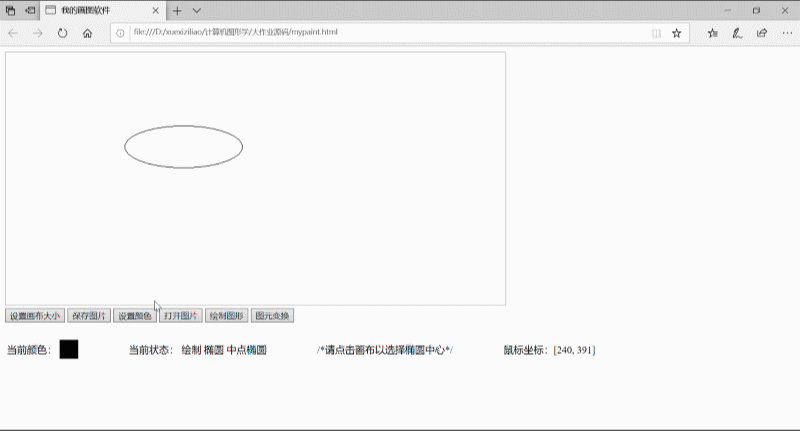 我的画图软件
file:///D:/xuexiziliao/计算机图形学/大作业源码/mypaint.html
设置画布大小 保存图片 设置颜色 打开图片 绘制图形 图元变换
当前颜色： 当前状态： 绘制 椭圆 中点椭圆 /*请点击画布以选择椭圆中心*/ 鼠标坐标：[240, 391]